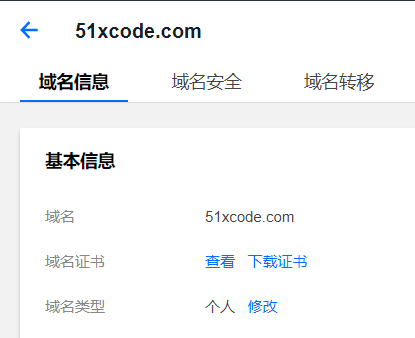 51xcode.com
域名信息 域名安全 域名转移
基本信息
域名 51xcode.com
域名证书 查看 下载证书
域名类型 个人 修改